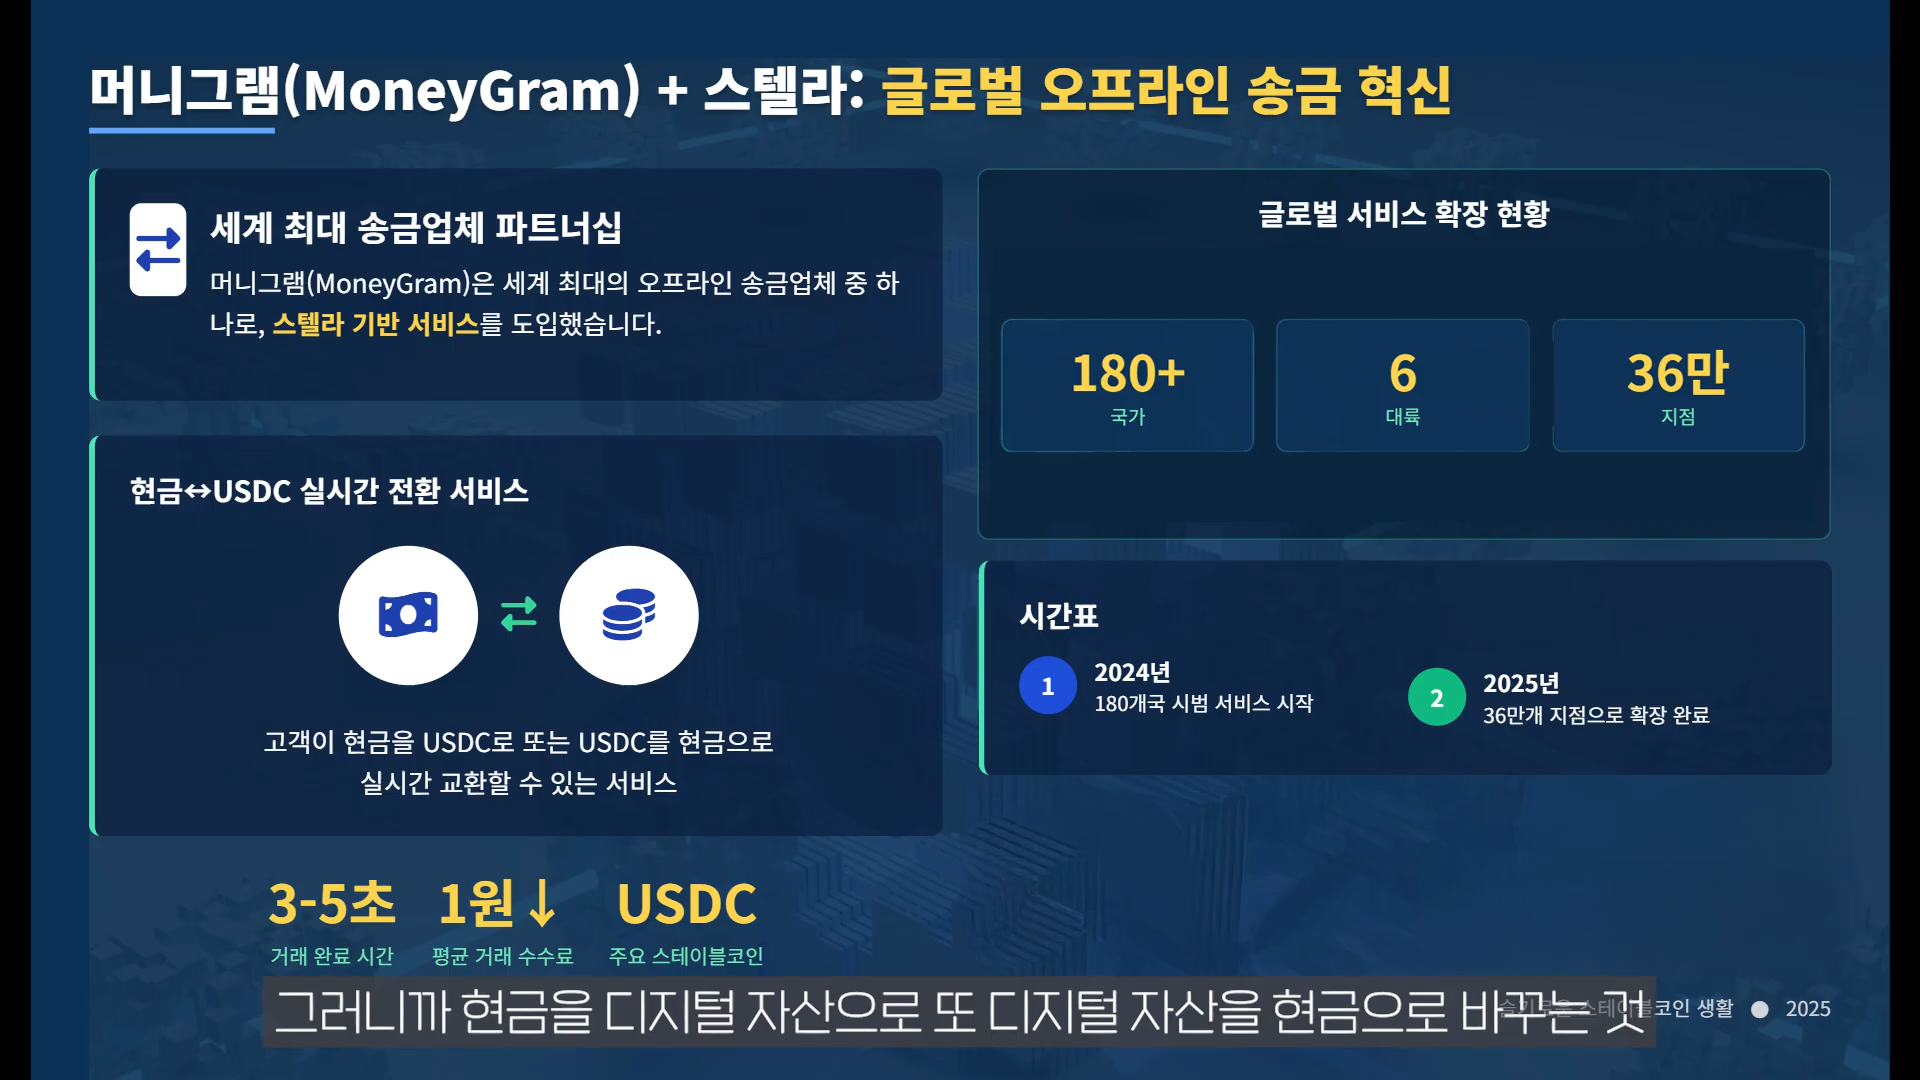 머니그램(MoneyGram) + 스텔라: 글로벌 오프라인 송금 혁신
세계 최대 송금업체 파트너십
머니그램(MoneyGram)은 세계 최대의 오프라인 송금업체 중 하
나로, 스텔라 기반 서비스를 도입했습니다.
현금↔USDC 실시간 전환 서비스
고객이 현금을 USDC로 또는 USDC를 현금으로
실시간 교환할 수 있는 서비스
3-5초
거래 완료 시간
1원↓
평균 거래 수수료
USDC
주요 스테이블코인
글로벌 서비스 확장 현황
180+
국가
6
대륙
36만
지점
시간표
1
2024년
180개국 시범 서비스 시작
2
2025년
36만개 지점으로 확장 완료
그러니까 현금을 디지털 자산으로 또 디지털 자산을 현금으로 바꾸는 것
슬기로운 스테이블코인 생활 ● 2025